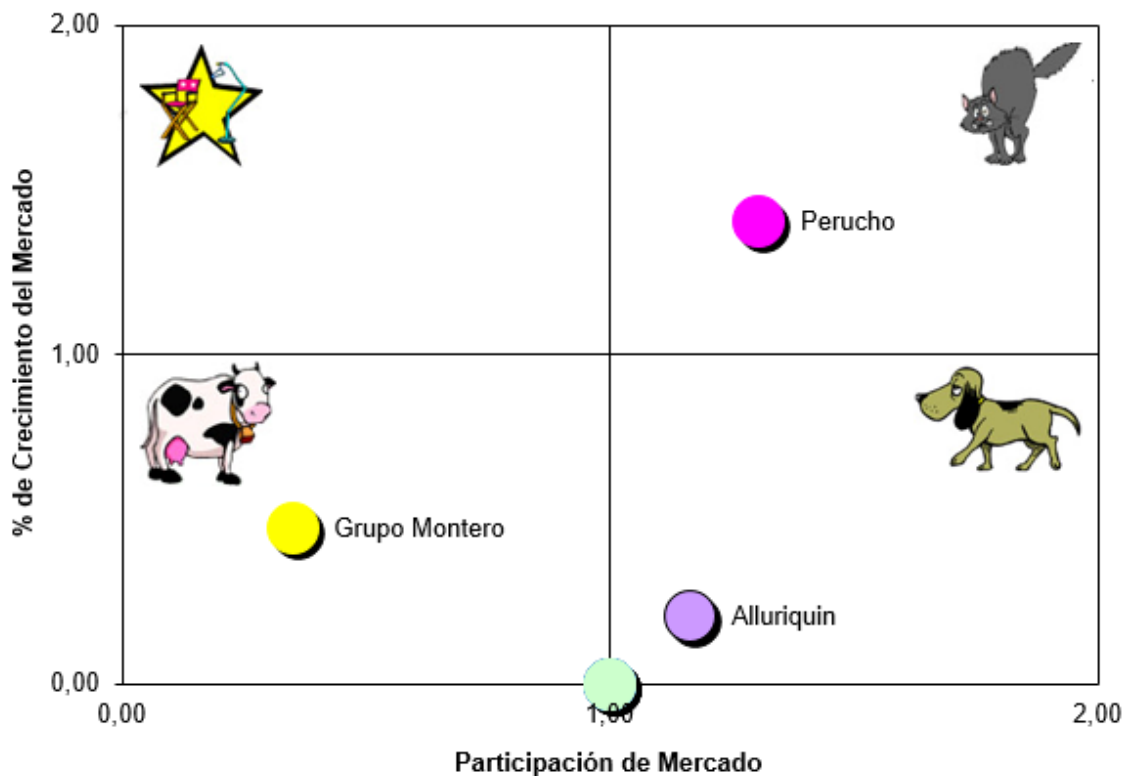 2,00
Perucho
% de Crecimiento del Mercado
1,00
Grupo Montero
Alluriquin
0,00
0,00
1,00
2,00
Participación de Mercado